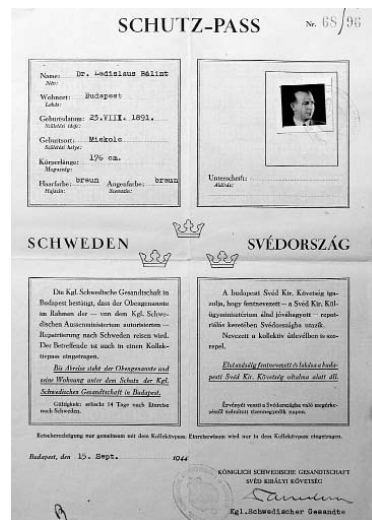 SCHUTZ-PASS
Nr. 68/96
Name: Dr. Ladislaus Bálint
Név:
Wohnort: Budapest
Lakás:
Geburtsdatum: 25.VIII. 1891.
Születési ideje:
Geburtsort: Miskolc
Születési helye:
Körperlänge: 176 cm.
Magasság:
Haarfarbe: braun Augenfarbe: braun
Hajszín: Szemszín:
Unterschrift:
Aláírás:
SCHWEDEN
SVÉDORSZÁG
Die Kgl. Schwedische Gesandtschaft in
Budapest bestätigt, dass der Obengenannte
im Rahmen der — von dem Kgl. Schwe-
dischen Aussenministerium autorisierten —
Repatriierung nach Schweden reisen wird.
Der Betreffende ist auch in einen Kollek-
tivpass eingetragen.
Bis Abreise steht der Obengenannte und
seine Wohnung unter dem Schutz der Kgl.
Schwedischen Gesandtschaft in Budapest.
Gültigkeit: erlischt 14 Tage nach Einreise
nach Schweden.
A budapesti Svéd Kir. Követség iga-
zolja, hogy fentnevezett — a Svéd Kir. Kül-
ügyminisztérium által jóváhagyott — repat-
riálás keretében Svédországba utazik.
Nevezett a kollektiv útlevélben is sze-
repel.
Elutazásáig fentnevezett és lakása a buda-
pesti Svéd Kir. Követség oltalma alatt áll.
Érvényét veszti a Svédországba való megérke-
zéstől számított tizennegyedik napon.
Reiseberechtigung nur gemeinsam mit dem Kollektivpass. Einreisevisum wird nur in dem Kollektivpass eingetragen.
Budapest, den 15. Sept. 1944
KÖNIGLICH SCHWEDISCHE GESANDTSCHAFT
SVÉD KIRÁLYI KÖVETSÉG
Kgl.Schwedischer Gesandte